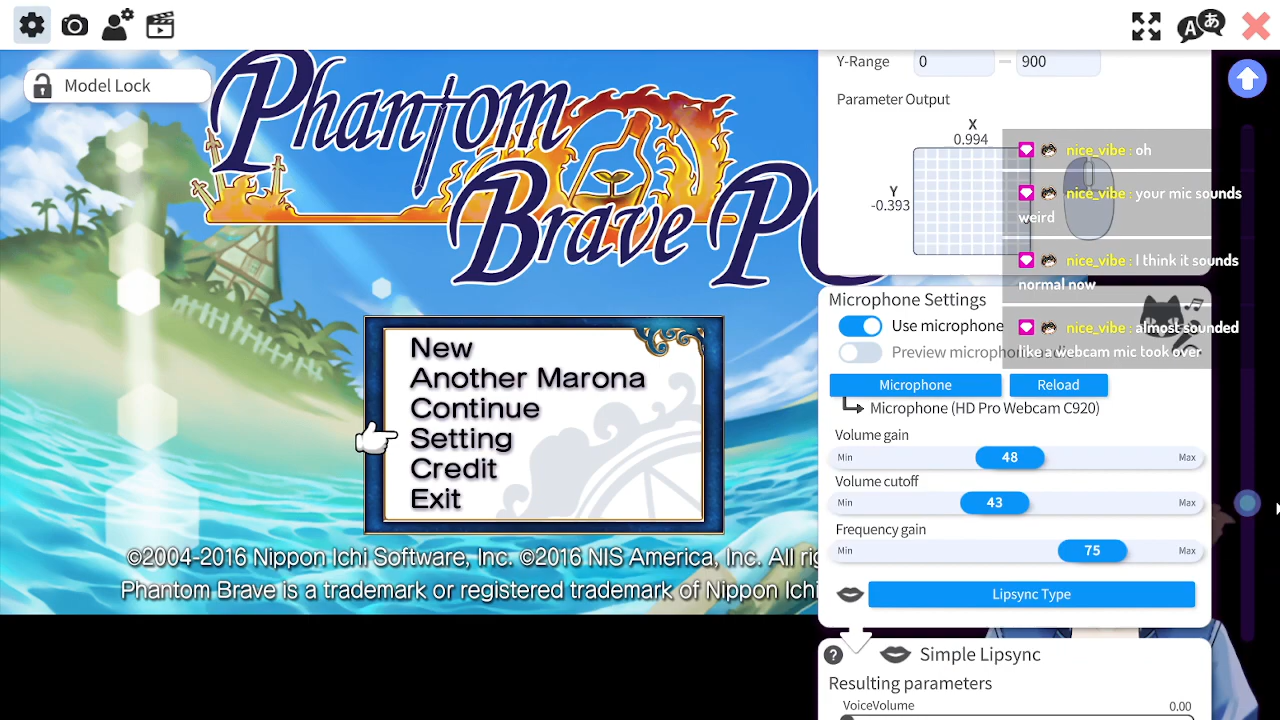 Model Lock
Phantom
Brave PC
New
Another Marona
Continue
Setting
Credit
Exit
©2004-2016 Nippon Ichi Software, Inc. ©2016 NIS America, Inc. All
Phantom Brave is a trademark or registered trademark of Nippon Ichi
Y-Range 0 — 900
Parameter Output
X
0.994
Y
-0.393
nice_vibe : oh
nice_vibe : your mic sounds
weird
nice_vibe : I think it sounds
normal now
nice_vibe : almost sounded
like a webcam mic took over
Microphone Settings
Use microphone
Preview microphone
Microphone Reload
Microphone (HD Pro Webcam C920)
Volume gain
Min 48 Max
Volume cutoff
Min 43 Max
Frequency gain
Min 75 Max
Lipsync Type
? Simple Lipsync
Resulting parameters
VoiceVolume 0.00
A あ